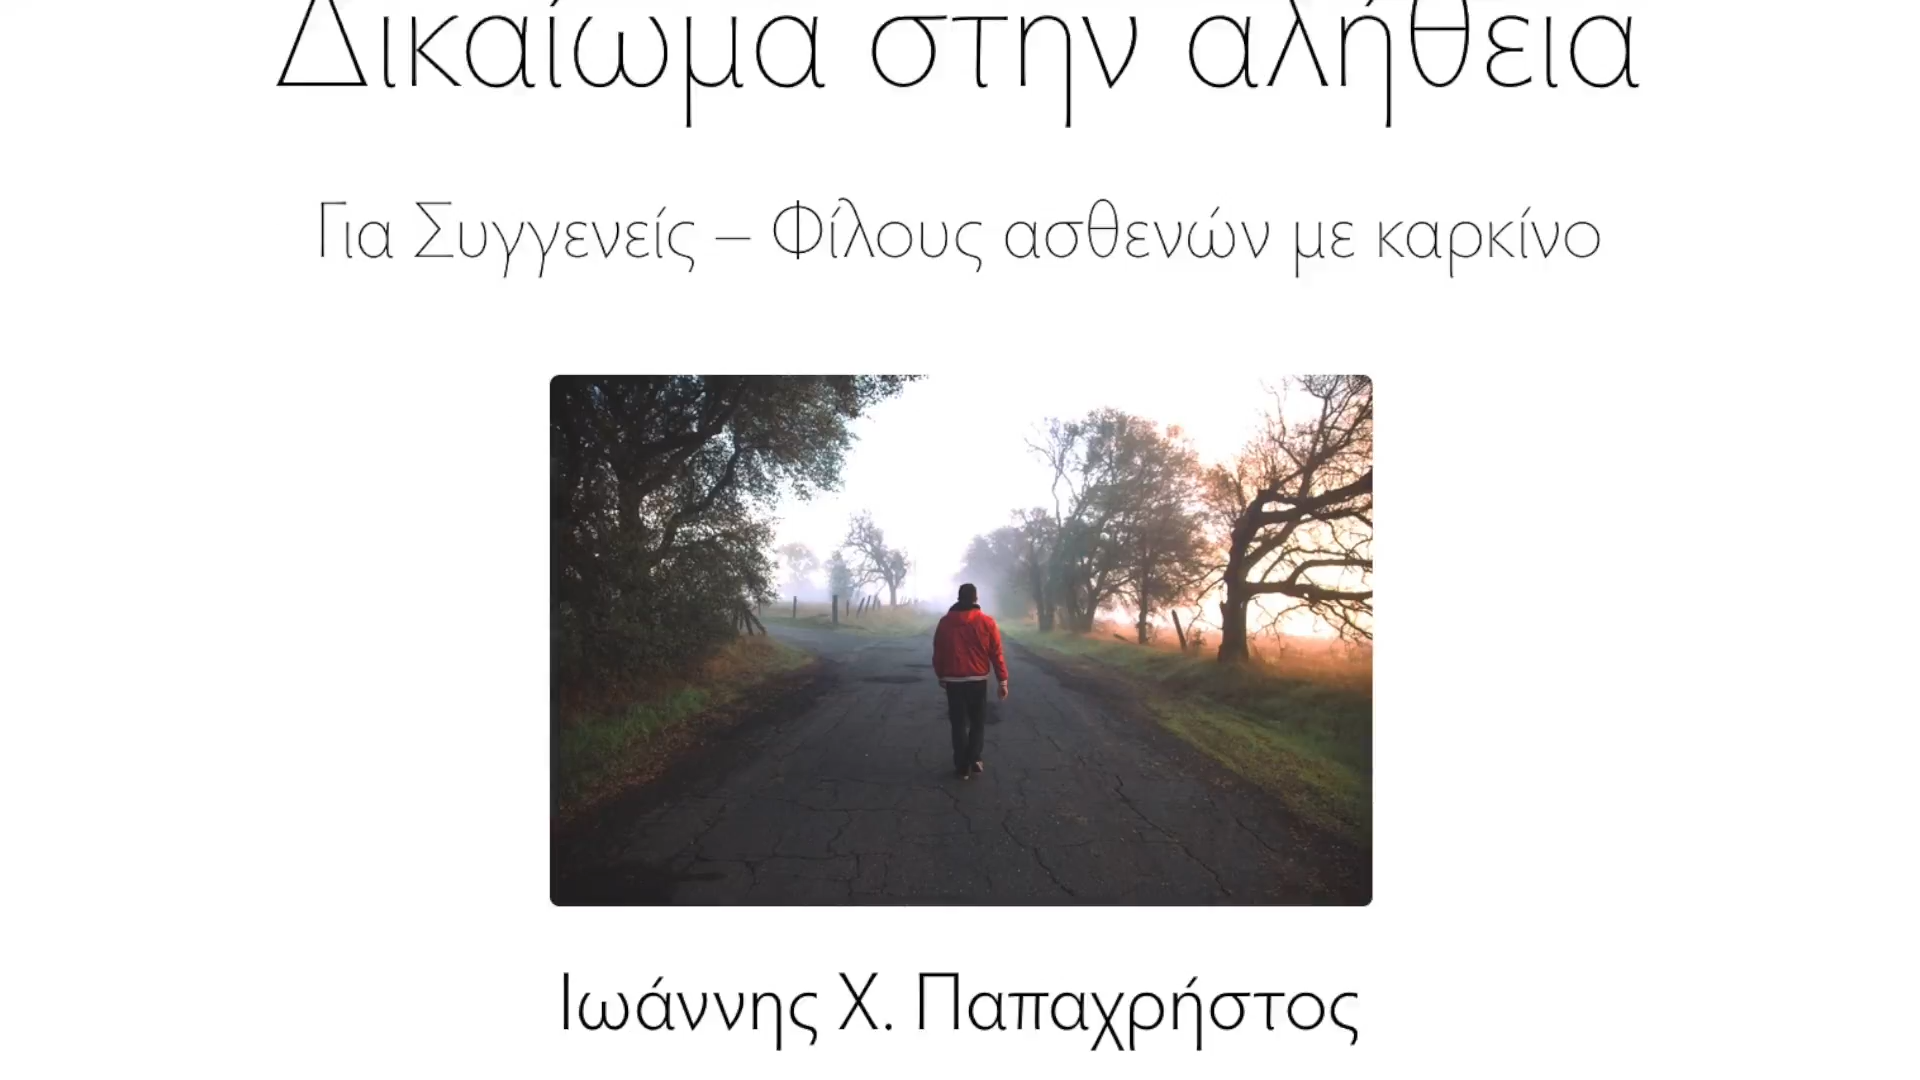 Δικαίωμα στην αλήθεια
Για Συγγενείς – Φίλους ασθενών με καρκίνο
Ιωάννης Χ. Παπαχρήστος